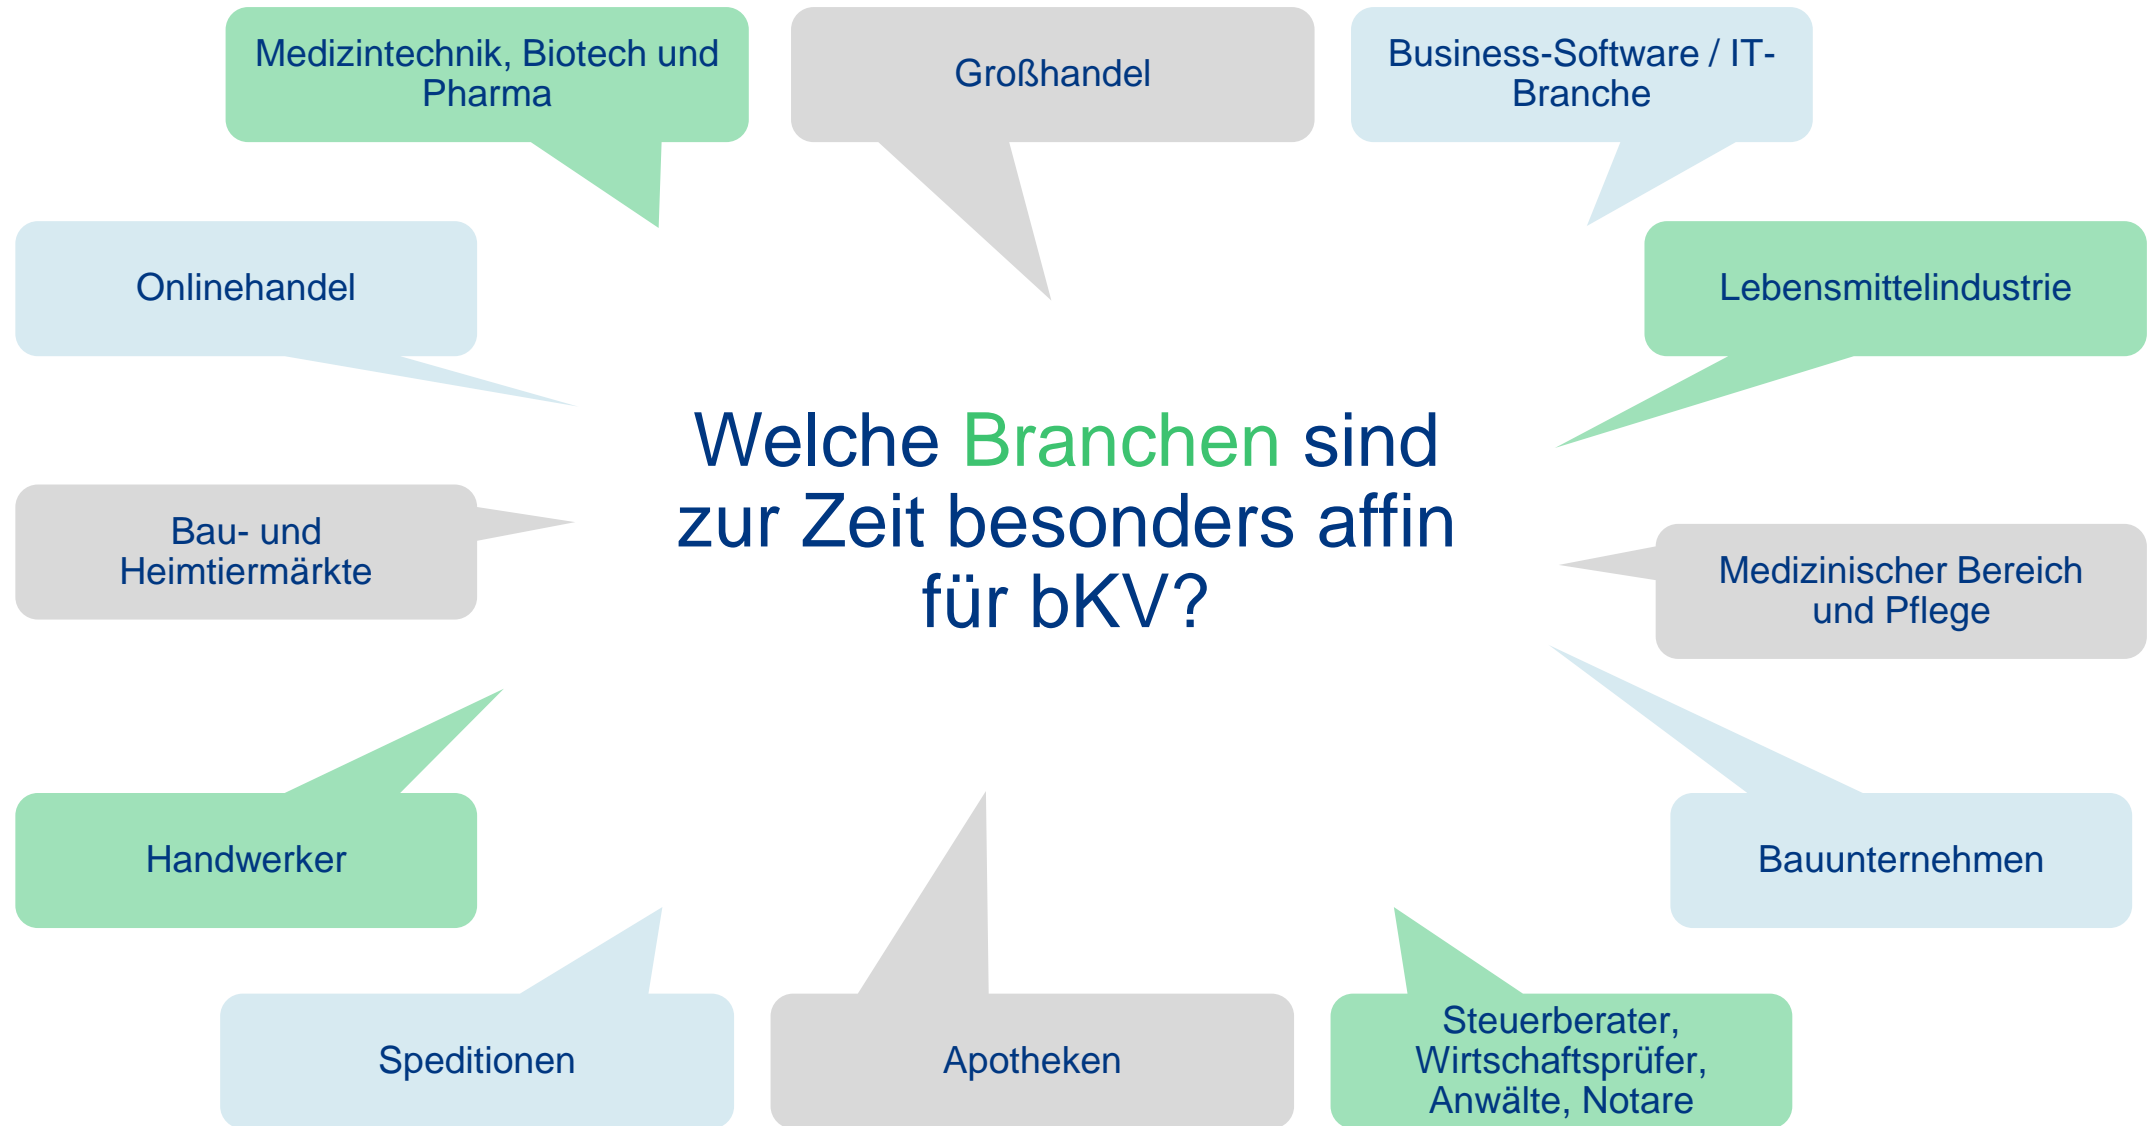 Medizintechnik, Biotech und
Pharma
Großhandel
Business-Software / IT-
Branche
Onlinehandel
Lebensmittelindustrie
Welche Branchen sind
zur Zeit besonders affin
für bKV?
Bau- und
Heimtiermärkte
Medizinischer Bereich
und Pflege
Handwerker
Bauunternehmen
Speditionen
Apotheken
Steuerberater,
Wirtschaftsprüfer,
Anwälte, Notare